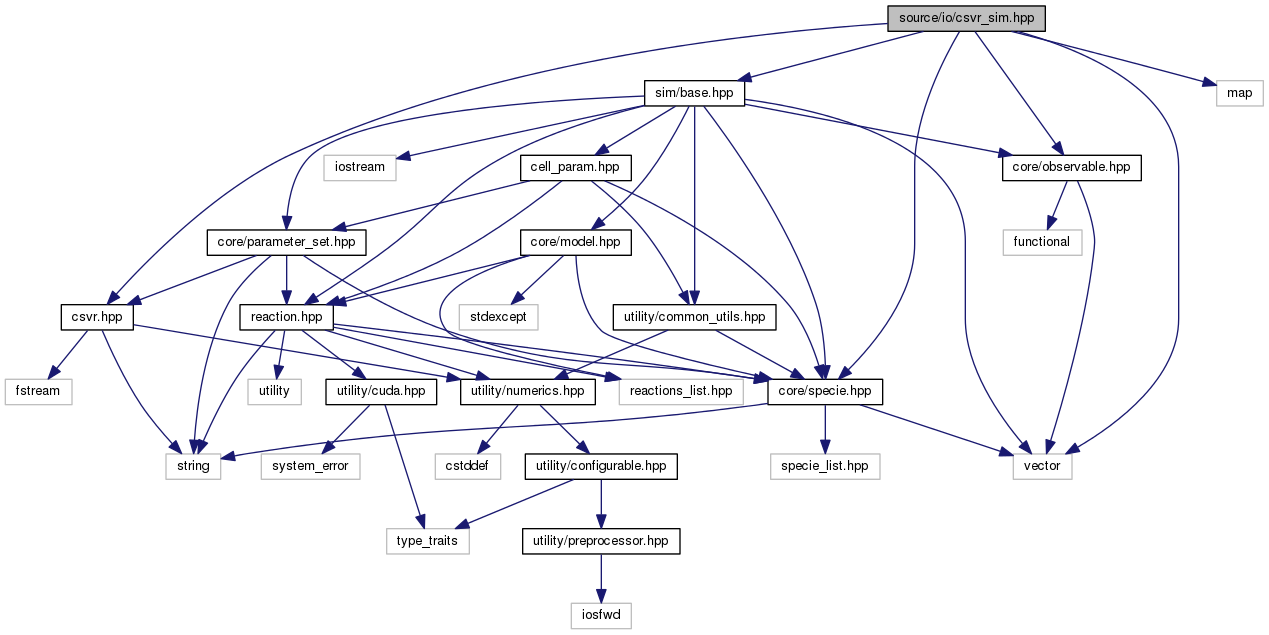 source/io/csvr_sim.hpp
sim/base.hpp
map
iostream
cell_param.hpp
core/observable.hpp
core/parameter_set.hpp
core/model.hpp
functional
csvr.hpp
reaction.hpp
stdexcept
utility/common_utils.hpp
fstream
utility
utility/cuda.hpp
utility/numerics.hpp
reactions_list.hpp
core/specie.hpp
string
system_error
cstddef
utility/configurable.hpp
specie_list.hpp
vector
type_traits
utility/preprocessor.hpp
iosfwd